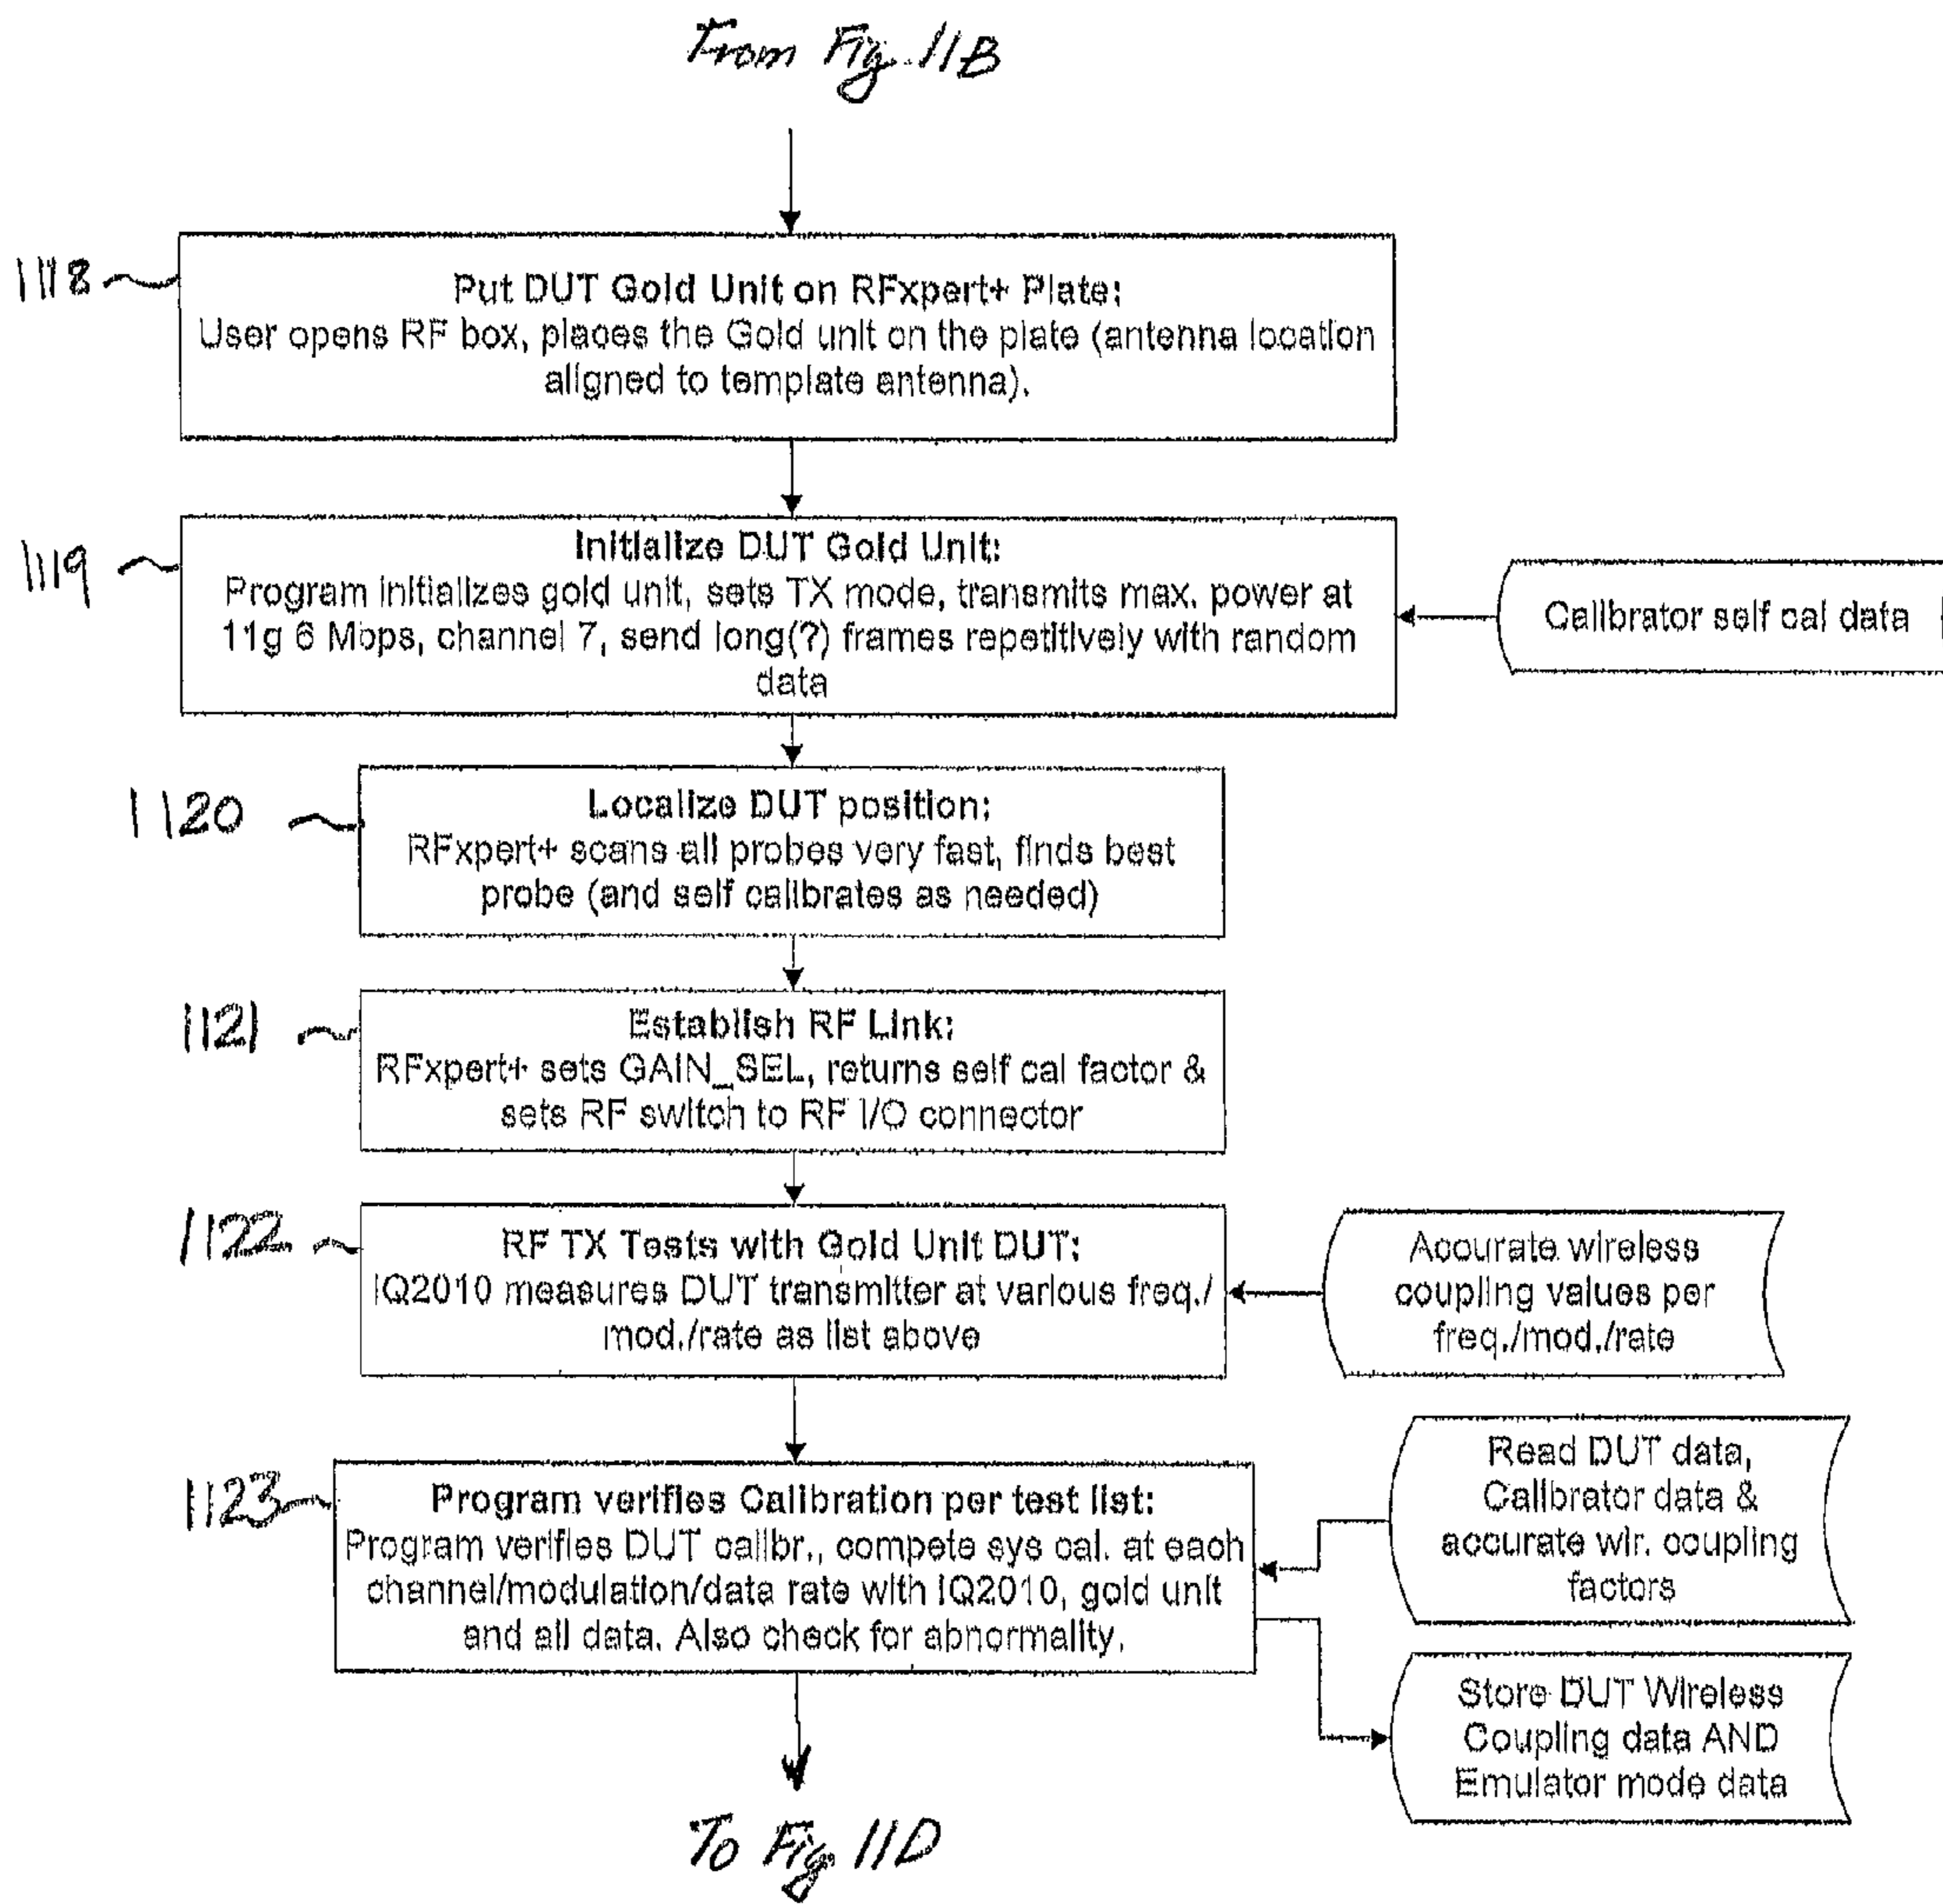 From Fig. 11B
1118
Put DUT Gold Unit on RFxpert+ Plate:
User opens RF box, places the Gold unit on the plate (antenna location
aligned to template antenna).
1119
Initialize DUT Gold Unit:
Program initializes gold unit, sets TX mode, transmits max. power at
11g 6 Mbps, channel 7, send long(?) frames repetitively with random
data
Calibrator self cal data
1120
Localize DUT position:
RFxpert+ scans all probes very fast, finds best
probe (and self calibrates as needed)
1121
Establish RF Link:
RFxpert+ sets GAIN_SEL, returns self cal factor &
sets RF switch to RF I/O connector
1122
RF TX Tests with Gold Unit DUT:
IQ2010 measures DUT transmitter at various freq./
mod./rate as list above
Accurate wireless
coupling values per
freq./mod./rate
1123
Program verifies Calibration per test list:
Program verifies DUT calibr., compete sys cal. at each
channel/modulation/data rate with IQ2010, gold unit
and all data. Also check for abnormality.
Read DUT data,
Calibrator data &
accurate wir. coupling
factors
Store DUT Wireless
Coupling data AND
Emulator mode data
To Fig. 11D